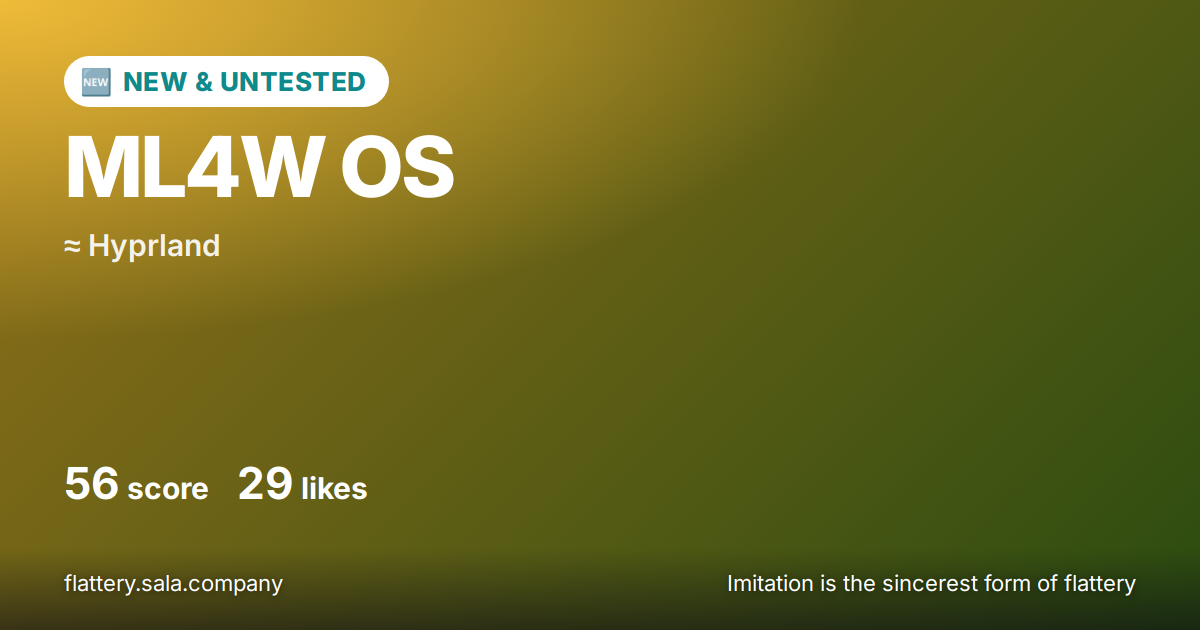 🆕 NEW & UNTESTED
ML4W OS
≈ Hyprland
56 score 29 likes
flattery.sala.company
Imitation is the sincerest form of flattery